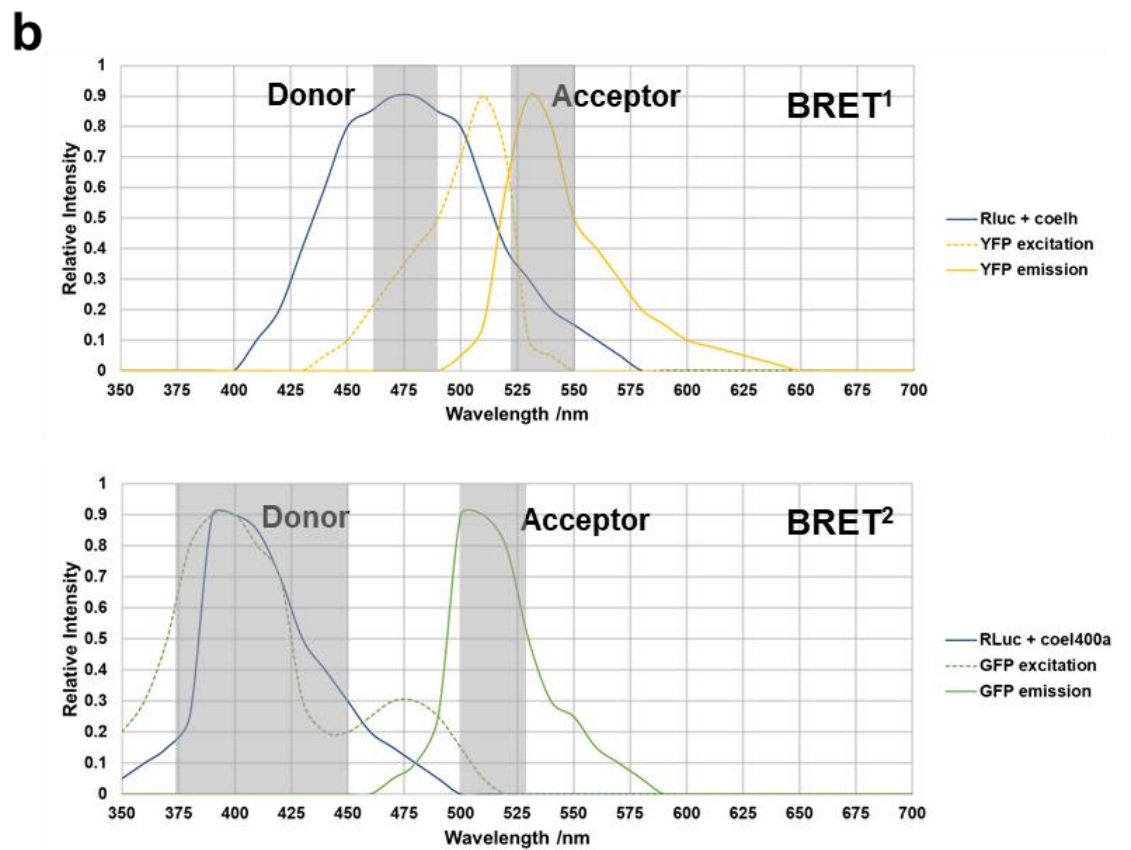 b
1
0.9
0.8
0.7
0.6
0.5
0.4
0.3
0.2
0.1
0
Relative Intensity
Donor
Acceptor
BRET¹
350 375 400 425 450 475 500 525 550 575 600 625 650 675 700
Wavelength /nm
Rluc + coelh
YFP excitation
YFP emission
1
0.9
0.8
0.7
0.6
0.5
0.4
0.3
0.2
0.1
0
Relative Intensity
Donor
Acceptor
BRET²
350 375 400 425 450 475 500 525 550 575 600 625 650 675 700
Wavelength /nm
RLuc + coel400a
GFP excitation
GFP emission